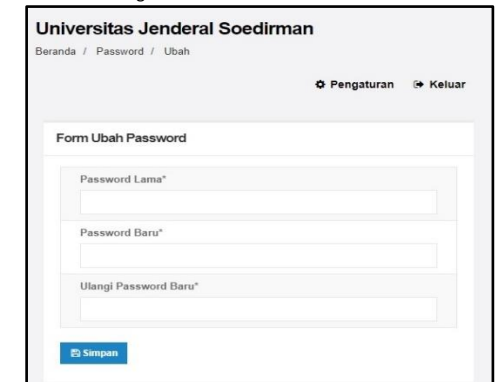 Universitas Jenderal Soedirman
Beranda / Password / Ubah
Pengaturan Keluar
Form Ubah Password
Password Lama*
Password Baru*
Ulangi Password Baru*
Simpan